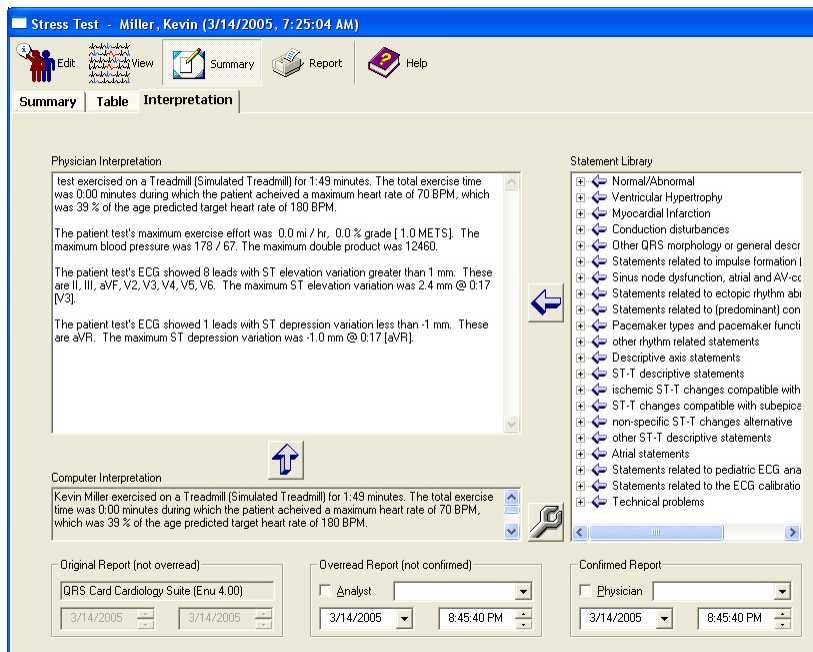 Stress Test - Miller, Kevin (3/14/2005, 7:25:04 AM)
Edit View Summary Report Help
Summary Table Interpretation
Physician Interpretation
test exercised on a Treadmill (Simulated Treadmill) for 1:49 minutes. The total exercise time
was 0:00 minutes during which the patient acheived a maximum heart rate of 70 BPM, which
was 39 % of the age predicted target heart rate of 180 BPM.
The patient test's maximum exercise effort was 0.0 mi / hr, 0.0 % grade [ 1.0 METS]. The
maximum blood pressure was 178 / 67. The maximum double product was 12460.
The patient test's ECG showed 8 leads with ST elevation variation greater than 1 mm. These
are II, III, aVF, V2, V3, V4, V5, V6. The maximum ST elevation variation was 2.4 mm @ 0:17
[V3].
The patient test's ECG showed 1 leads with ST depression variation less than -1 mm. These
are aVR. The maximum ST depression variation was -1.0 mm @ 0:17 [aVR].
Statement Library
Normal/Abnormal
Ventricular Hypertrophy
Myocardial Infarction
Conduction disturbances
Other QRS morphology or general descr
Statements related to impulse formation [
Sinus node dysfunction, atrial and AV-cc
Statements related to ectopic rhythm abi
Statements related to (predominant) con
Pacemaker types and pacemaker functi
other rhythm related statements
Descriptive axis statements
ST-T descriptive statements
ischemic ST-T changes compatible with
ST-T changes compatible with subepica
non-specific ST-T changes alternative
other ST-T descriptive statements
Atrial statements
Statements related to pediatric ECG ana
Statements related to the ECG calibratio
Technical problems
Computer Interpretation
Kevin Miller exercised on a Treadmill (Simulated Treadmill) for 1:49 minutes. The total exercise
time was 0:00 minutes during which the patient acheived a maximum heart rate of 70 BPM,
which was 39 % of the age predicted target heart rate of 180 BPM.
Original Report (not overread)
QRS Card Cardiology Suite (Enu 4.00)
3/14/2005 3/14/2005
Overread Report (not confirmed)
Analyst
3/14/2005 8:45:40 PM
Confirmed Report
Physician
3/14/2005 8:45:40 PM